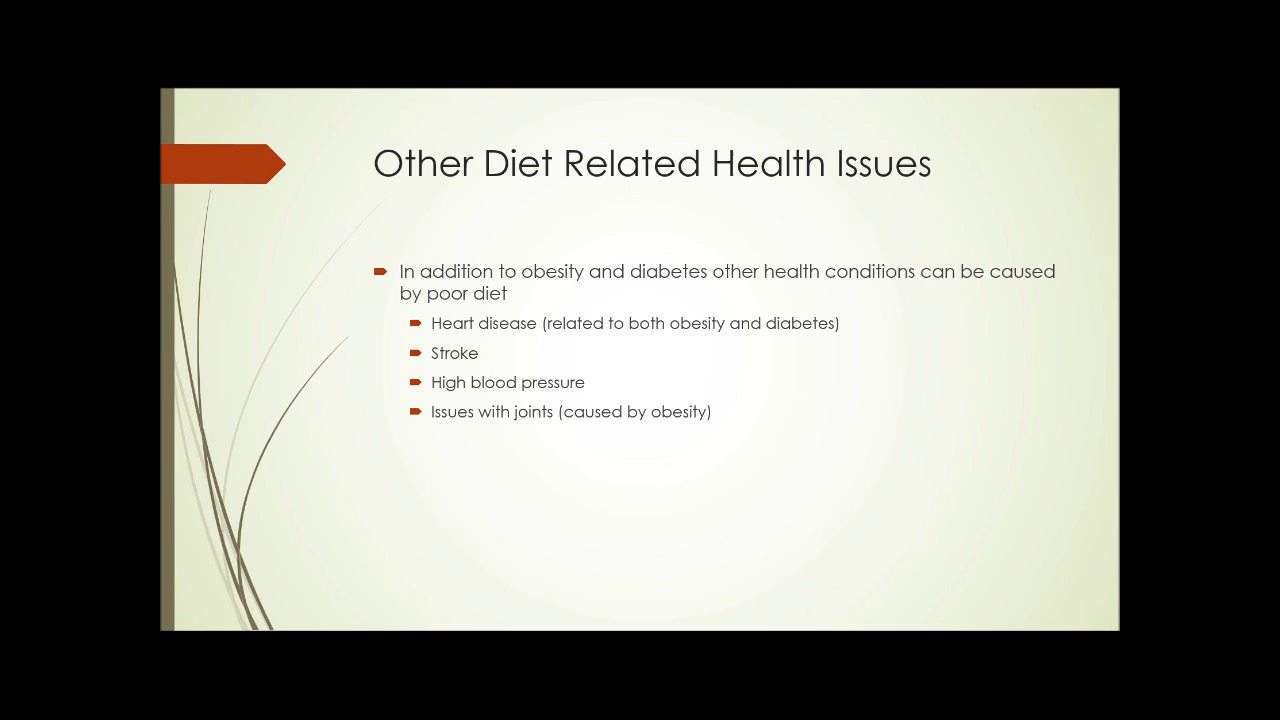 Other Diet Related Health Issues
In addition to obesity and diabetes other health conditions can be caused
by poor diet
Heart disease (related to both obesity and diabetes)
Stroke
High blood pressure
Issues with joints (caused by obesity)